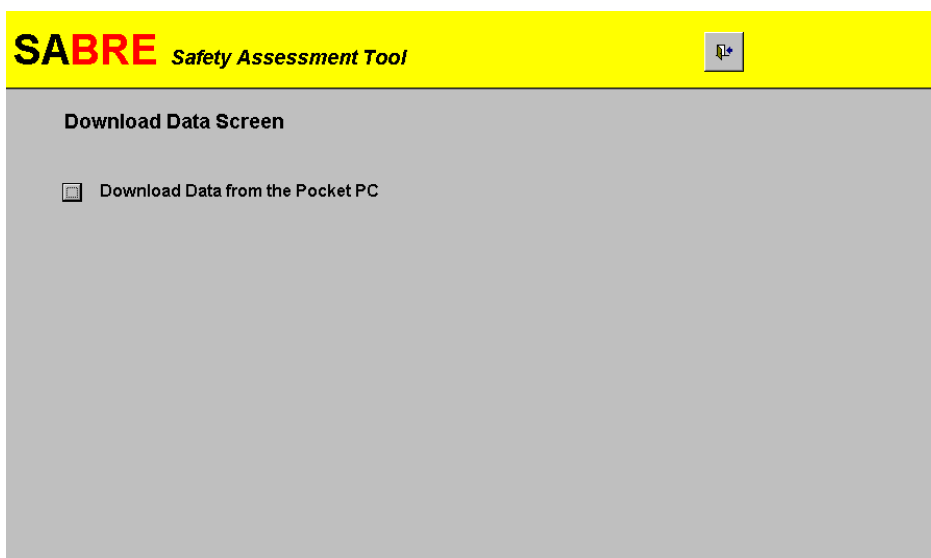 SABRE Safety Assessment Tool
Download Data Screen
Download Data from the Pocket PC